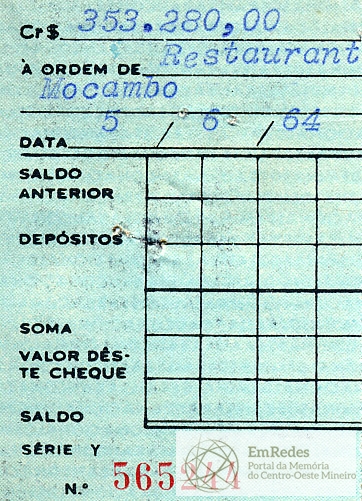 Cr$ 353.280,00
À ORDEM DE Restaurant
Mocambo
DATA 5 / 6 / 64
SALDO
ANTERIOR
DEPÓSITOS
SOMA
VALOR DÊS-
TE CHEQUE
SALDO
SÉRIE Y
N.º 565
EmRedes
Portal da Memória
do Centro-Oeste Mineiro